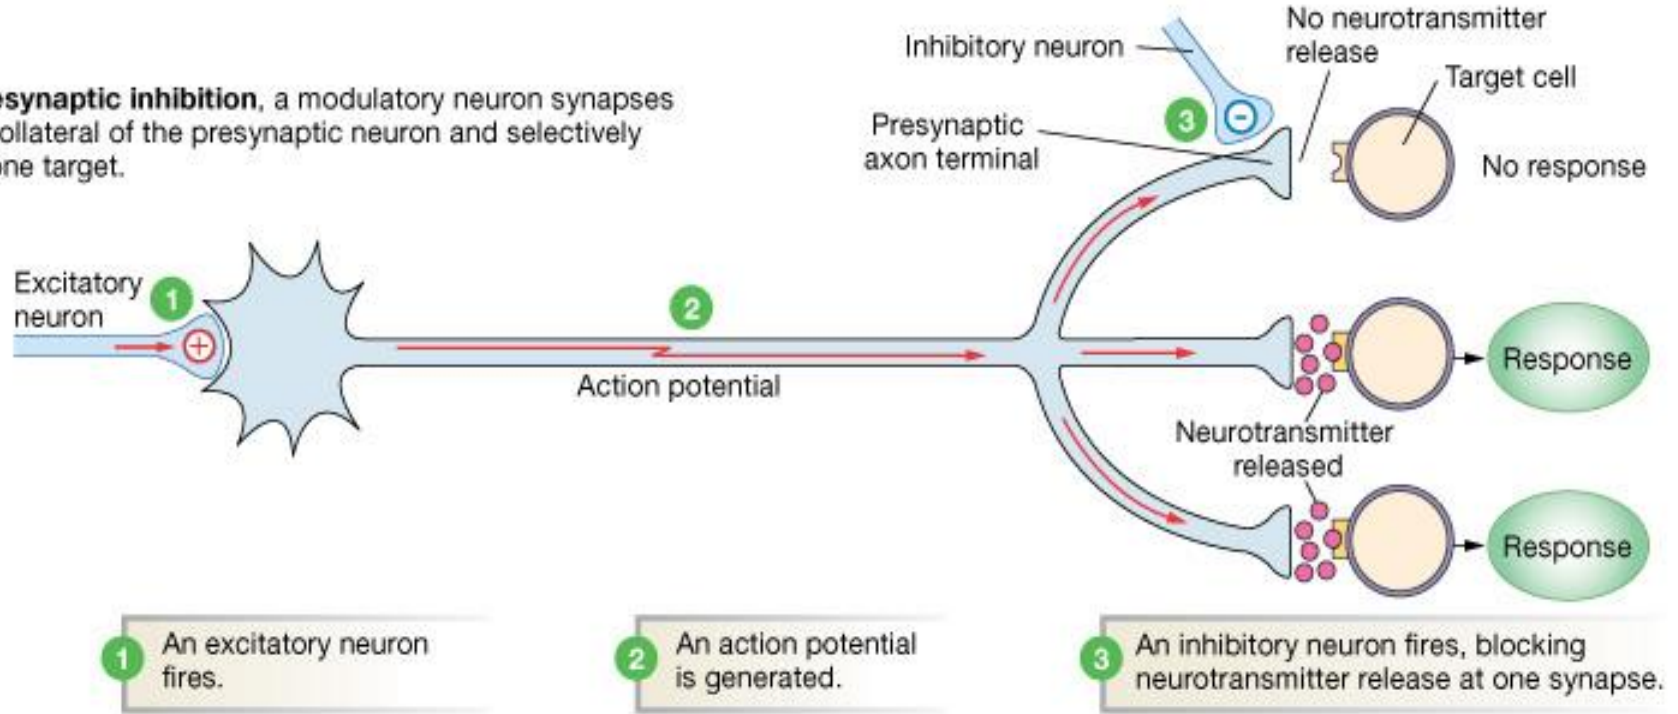 esynaptic inhibition, a modulatory neuron synapses
ollateral of the presynaptic neuron and selectively
one target.
Inhibitory neuron
No neurotransmitter
release
Target cell
3
-
Presynaptic
axon terminal
No response
Excitatory
neuron
1
+
2
Action potential
Response
Neurotransmitter
released
Response
1 An excitatory neuron
fires.
2 An action potential
is generated.
3 An inhibitory neuron fires, blocking
neurotransmitter release at one synapse.